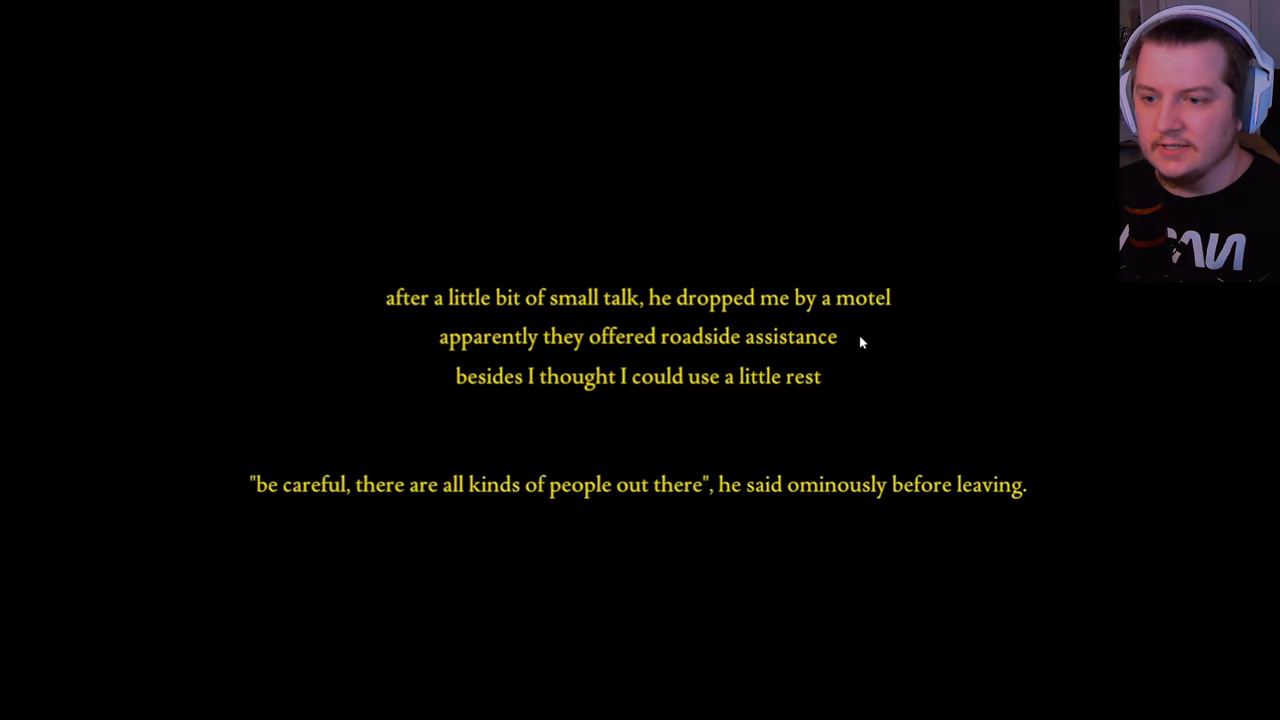 after a little bit of small talk, he dropped me by a motel
apparently they offered roadside assistance
besides I thought I could use a little rest
"be careful, there are all kinds of people out there", he said ominously before leaving.